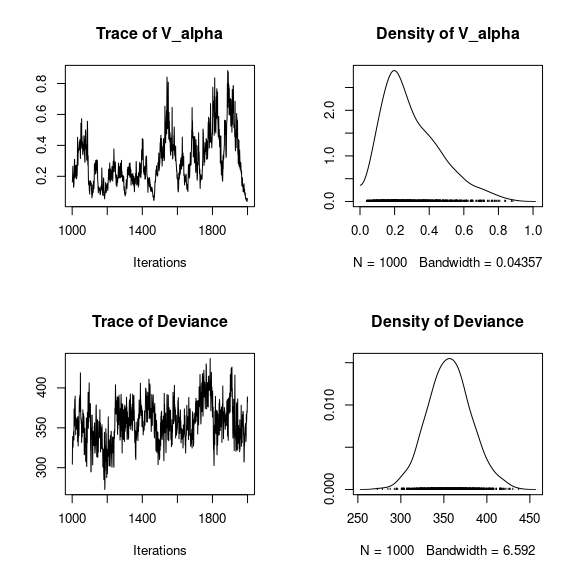 Trace of V_alpha
0.2 0.4 0.6 0.8
1000 1400 1800
Iterations
Density of V_alpha
0.0 1.0 2.0
0.0 0.2 0.4 0.6 0.8 1.0
N = 1000 Bandwidth = 0.04357
Trace of Deviance
300 350 400
1000 1400 1800
Iterations
Density of Deviance
0.000 0.010
250 300 350 400 450
N = 1000 Bandwidth = 6.592